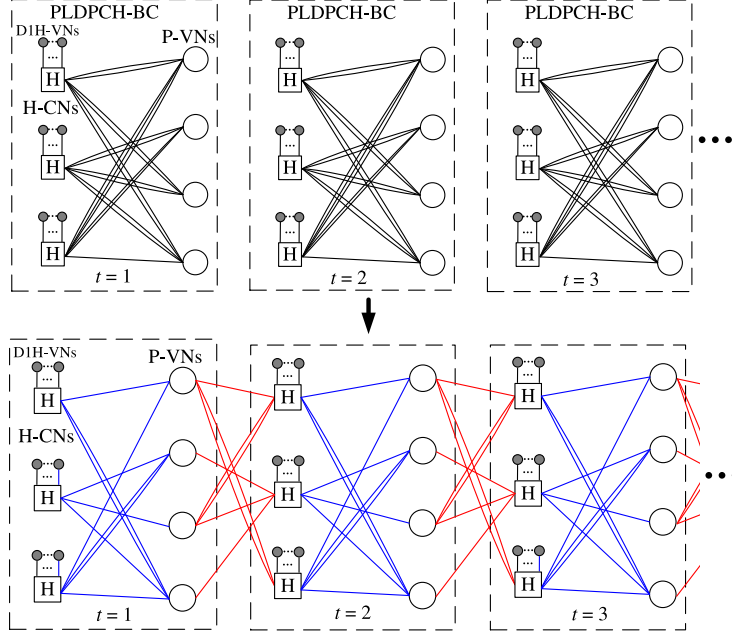 PLDPCH-BC PLDPCH-BC PLDPCH-BC
D1H-VNs P-VNs
... ... ...
H H H
H-CNs
... ... ...
H H H
... ... ...
H H H
t = 1 t = 2 t = 3
D1H-VNs P-VNs
... ... ...
H H H
H-CNs
... ... ...
H H H
... ... ...
H H H
t = 1 t = 2 t = 3